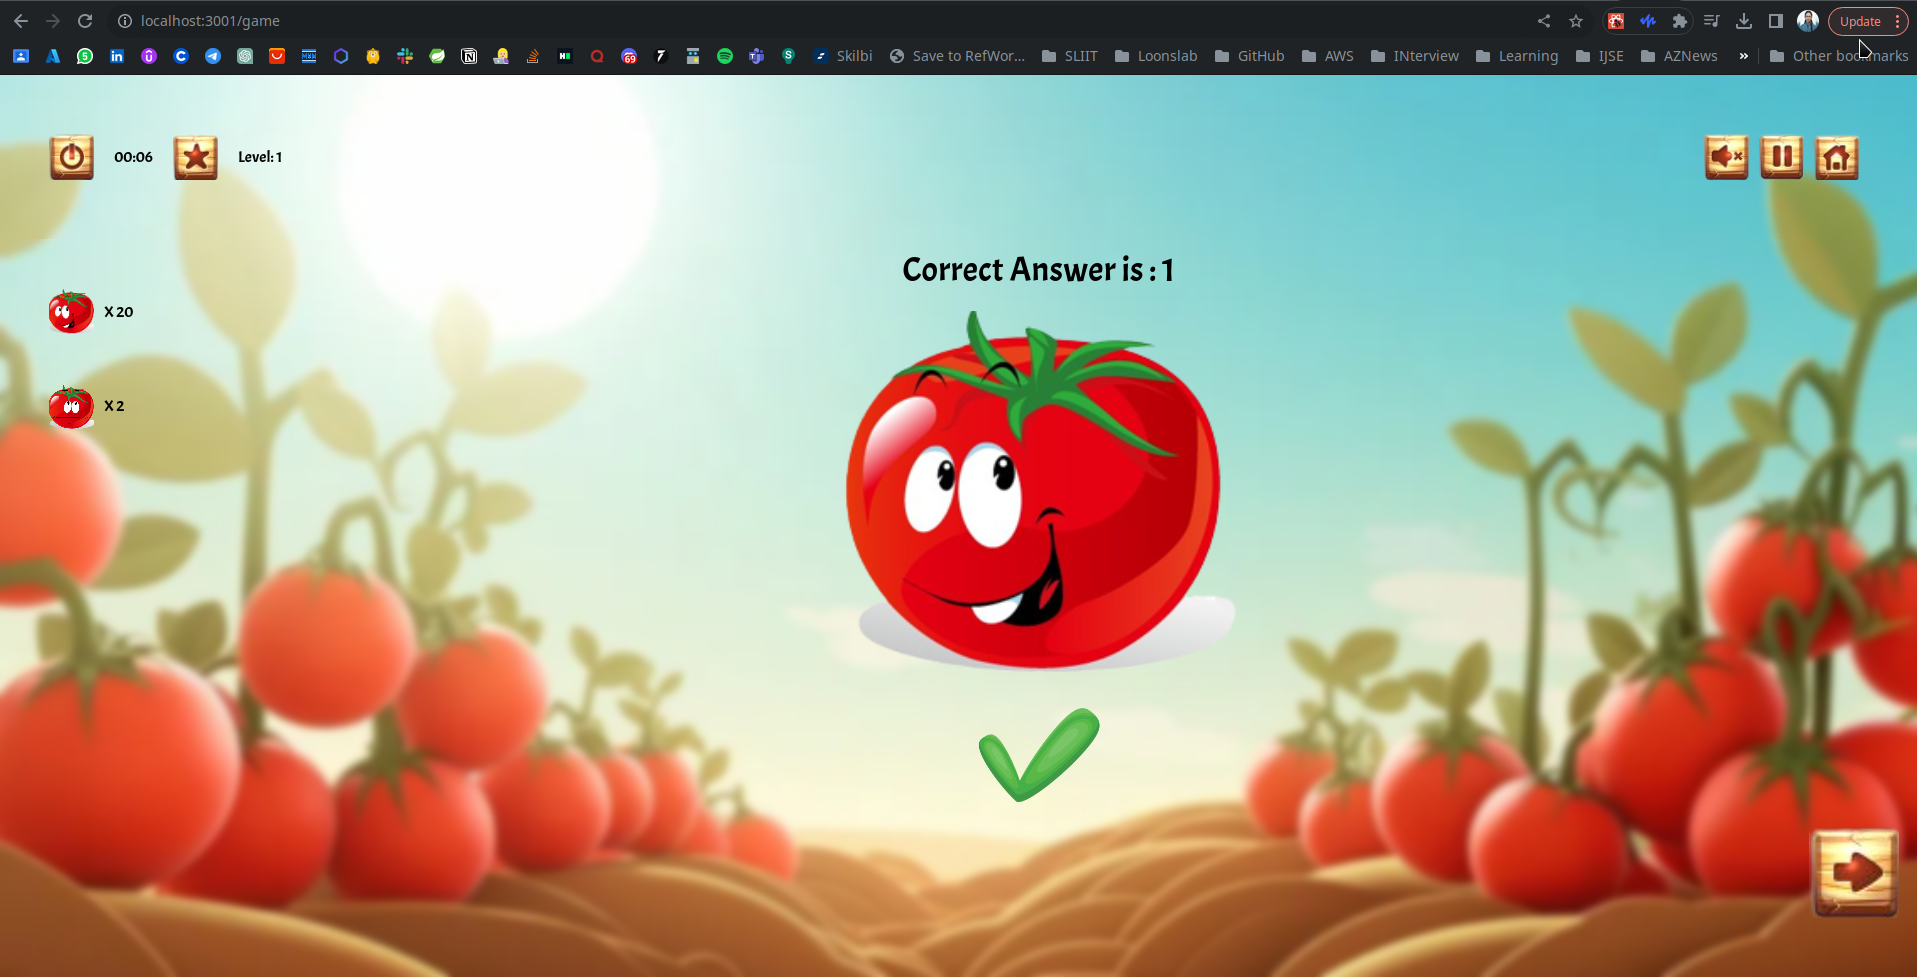 localhost:3001/game
Update
Skilbi
Save to RefWor...
SLIIT
Loonslab
GitHub
AWS
INterview
Learning
IJSE
AZNews
»
Other bookmarks
00:06
Level: 1
Correct Answer is : 1
X 20
X 2